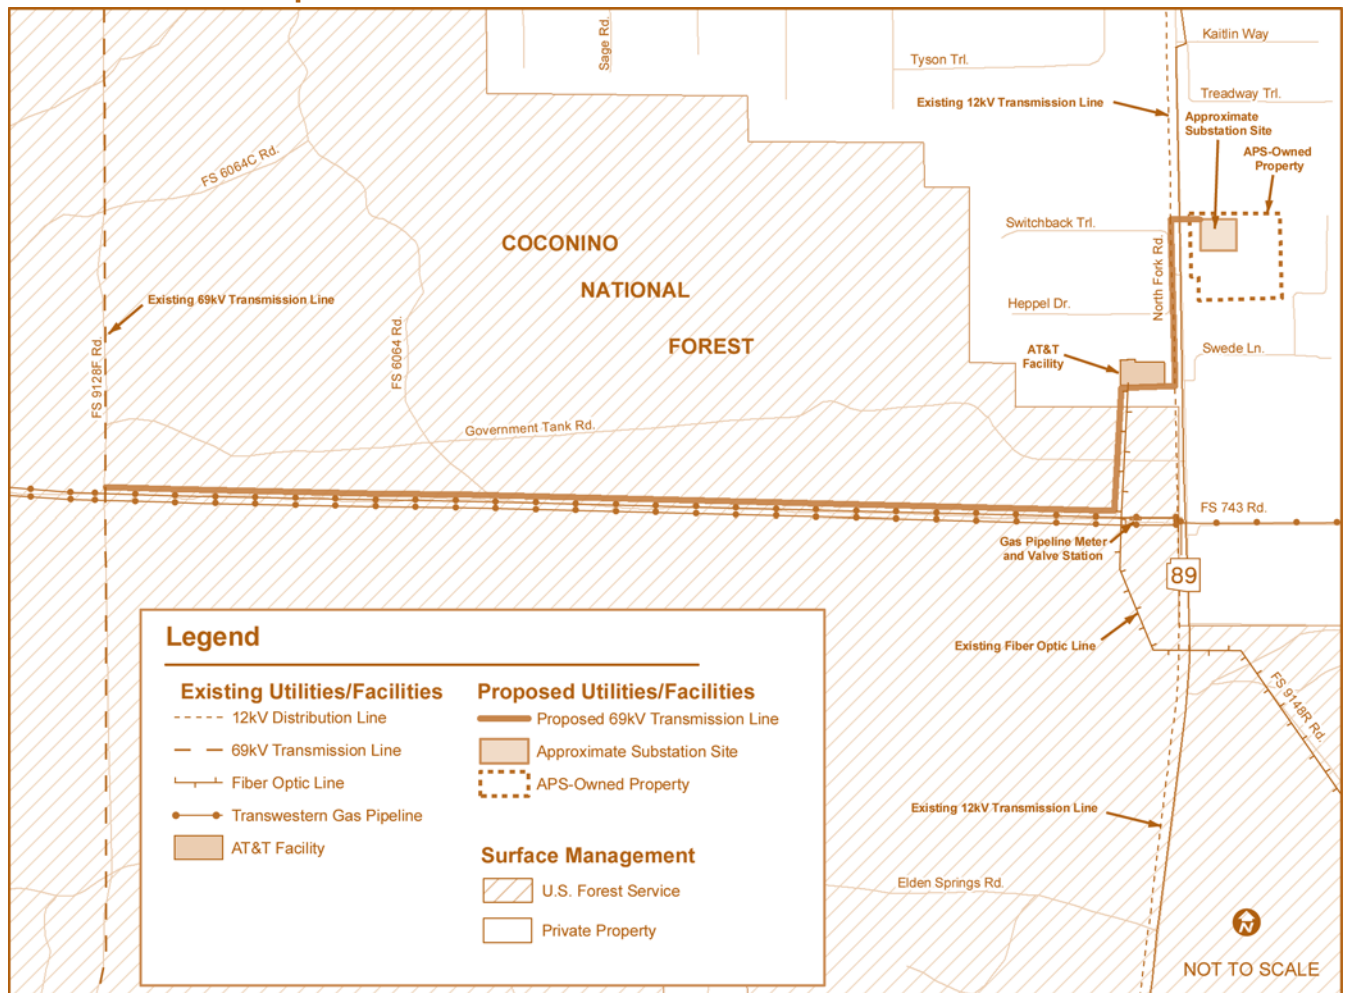 Sage Rd.
Kaitlin Way
Tyson Trl.
Treadway Trl.
Existing 12kV Transmission Line
Approximate
Substation Site
APS-Owned
Property
FS 6064C Rd.
Switchback Trl.
North Fork Rd.
COCONINO
NATIONAL
FOREST
Existing 69kV Transmission Line
Heppel Dr.
FS 9128F Rd.
FS 6064 Rd.
AT&T
Facility
Swede Ln.
Government Tank Rd.
FS 743 Rd.
Gas Pipeline Meter
and Valve Station
89
Existing Fiber Optic Line
FS 9148R Rd.
Legend
Existing Utilities/Facilities
12kV Distribution Line
69kV Transmission Line
Fiber Optic Line
Transwestern Gas Pipeline
AT&T Facility
Proposed Utilities/Facilities
Proposed 69kV Transmission Line
Approximate Substation Site
APS-Owned Property
Surface Management
U.S. Forest Service
Private Property
Existing 12kV Transmission Line
Elden Springs Rd.
N
NOT TO SCALE